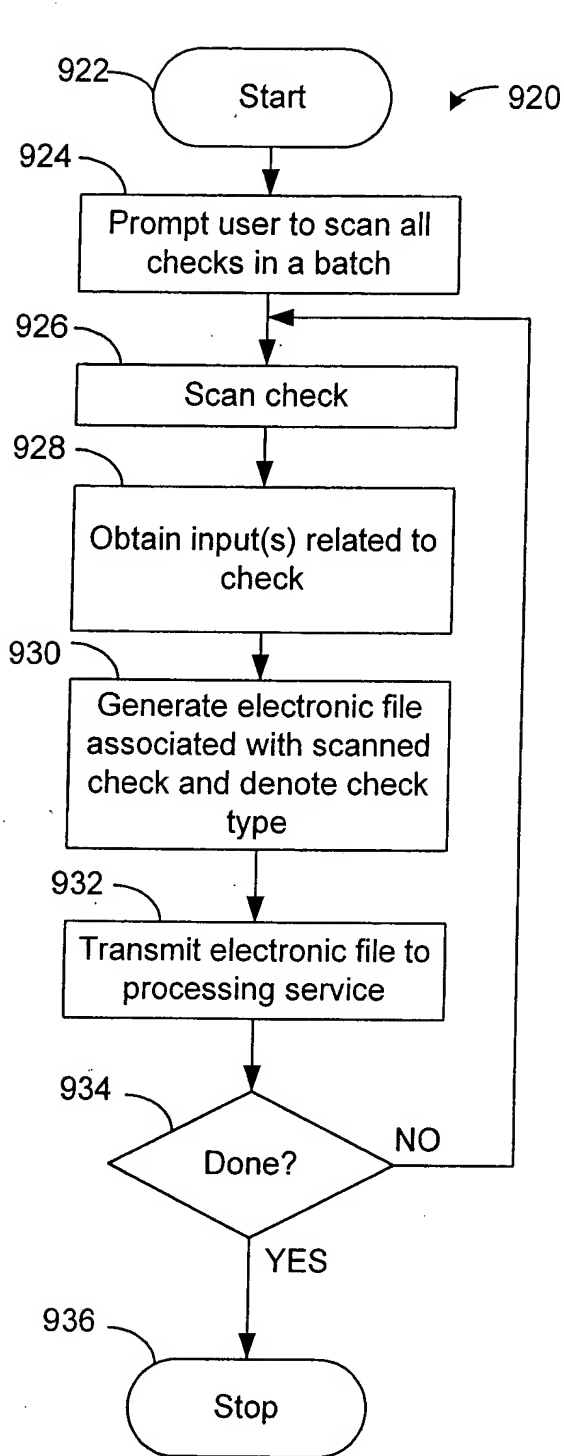 922
Start
920
924
Prompt user to scan all
checks in a batch
926
Scan check
928
Obtain input(s) related to
check
930
Generate electronic file
associated with scanned
check and denote check
type
932
Transmit electronic file to
processing service
934
Done?
NO
YES
936
Stop